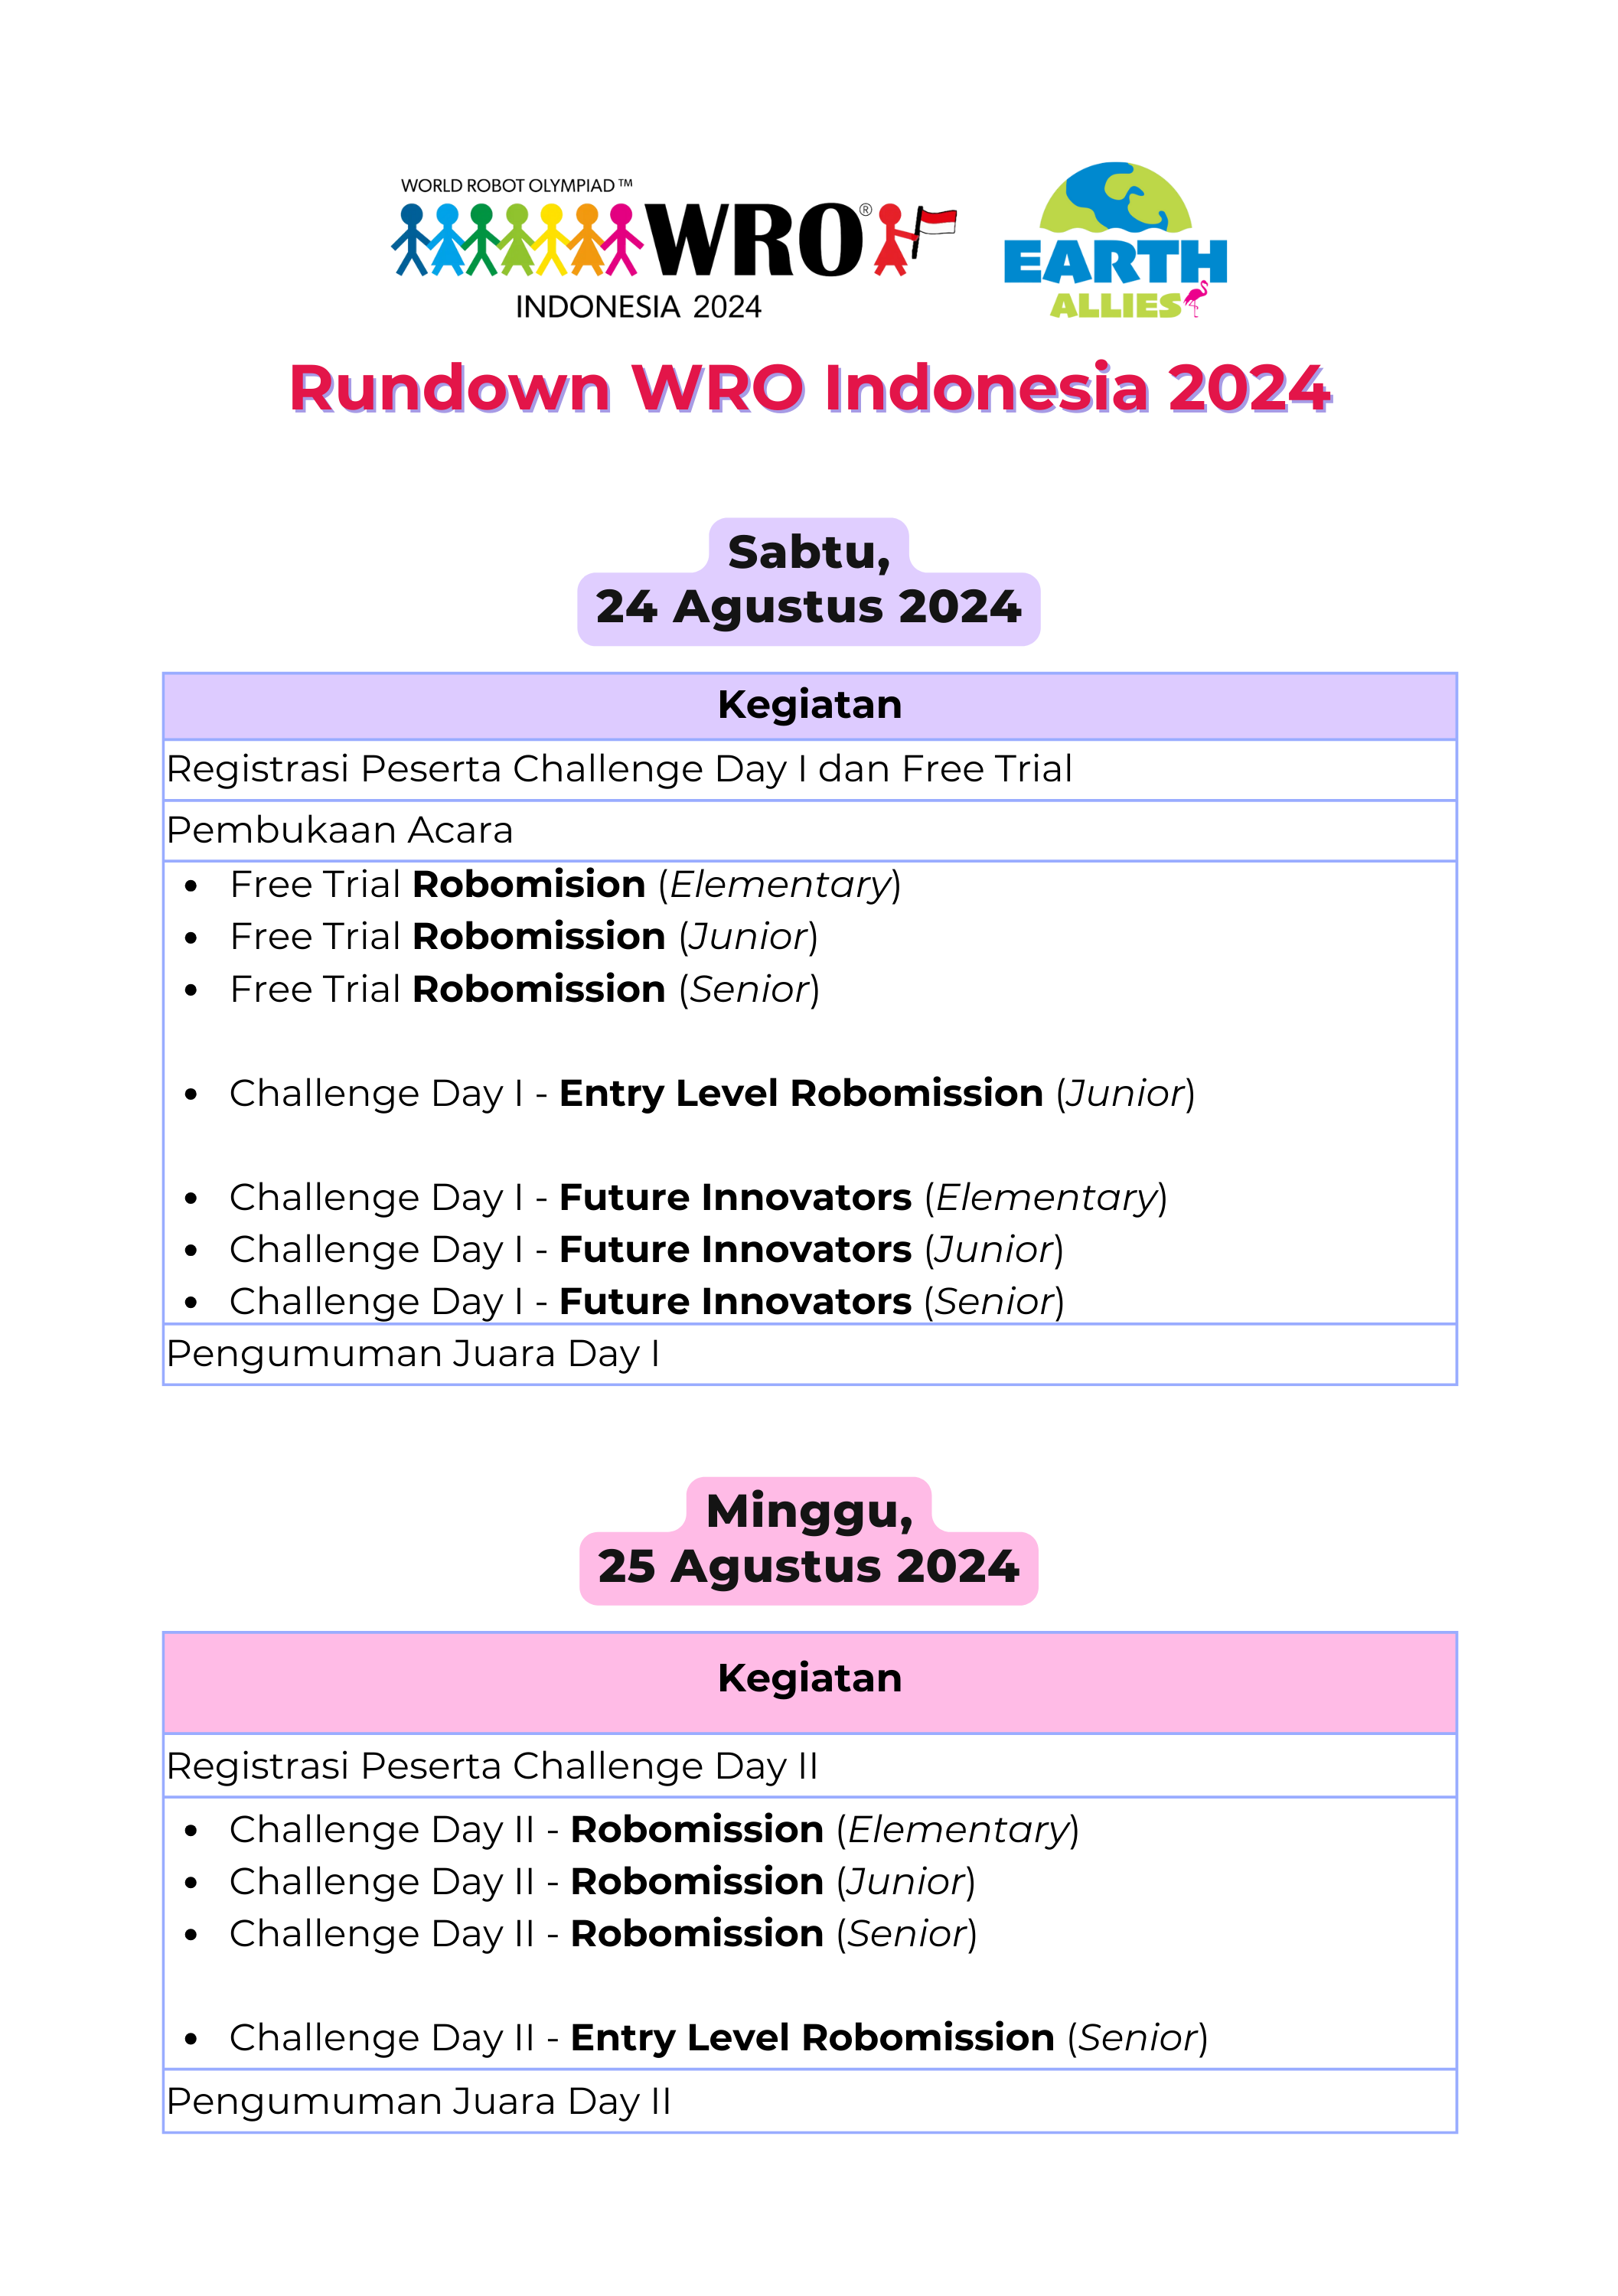 WORLD ROBOT OLYMPIAD™
WRO®
INDONESIA 2024
EARTH
ALLIES
Rundown WRO Indonesia 2024
Sabtu,
24 Agustus 2024
Kegiatan
Registrasi Peserta Challenge Day I dan Free Trial
Pembukaan Acara
• Free Trial Robomision (Elementary)
• Free Trial Robomission (Junior)
• Free Trial Robomission (Senior)
• Challenge Day I - Entry Level Robomission (Junior)
• Challenge Day I - Future Innovators (Elementary)
• Challenge Day I - Future Innovators (Junior)
• Challenge Day I - Future Innovators (Senior)
Pengumuman Juara Day I
Minggu,
25 Agustus 2024
Kegiatan
Registrasi Peserta Challenge Day II
• Challenge Day II - Robomission (Elementary)
• Challenge Day II - Robomission (Junior)
• Challenge Day II - Robomission (Senior)
• Challenge Day II - Entry Level Robomission (Senior)
Pengumuman Juara Day II